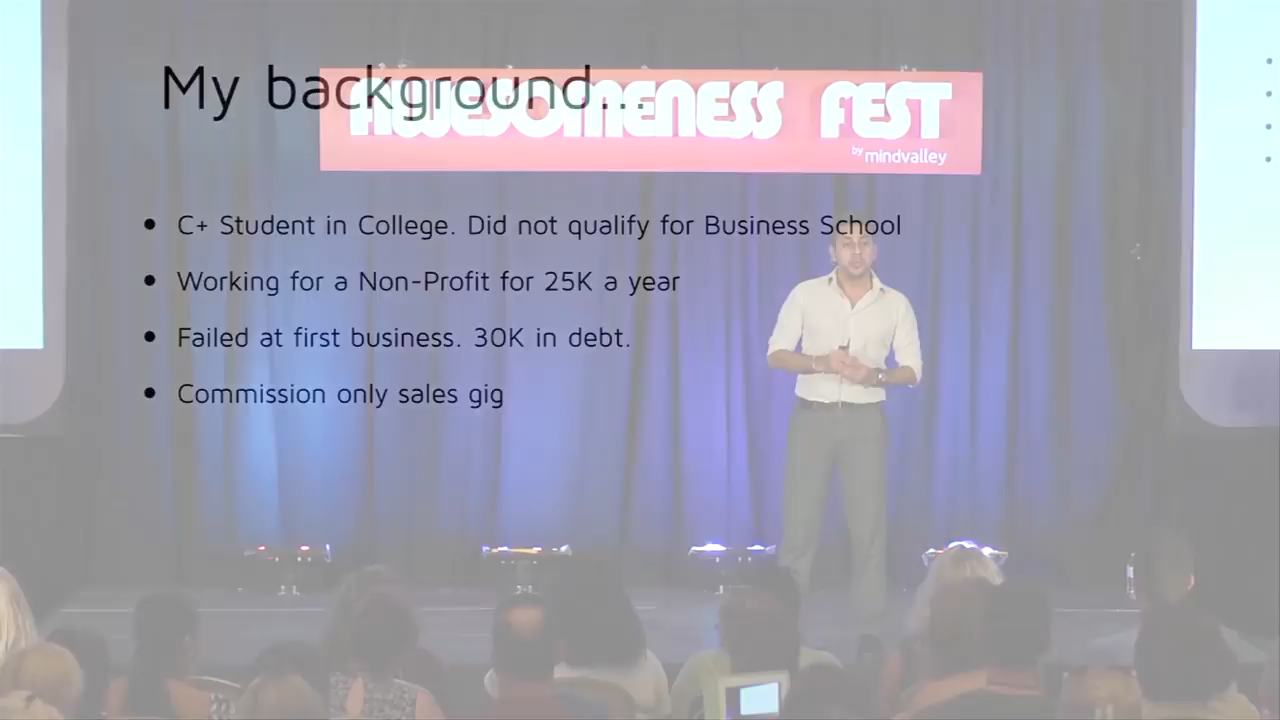 My background...
AWESOMENESS FEST
by mindvalley
• C+ Student in College. Did not qualify for Business School
• Working for a Non-Profit for 25K a year
• Failed at first business. 30K in debt.
• Commission only sales gig